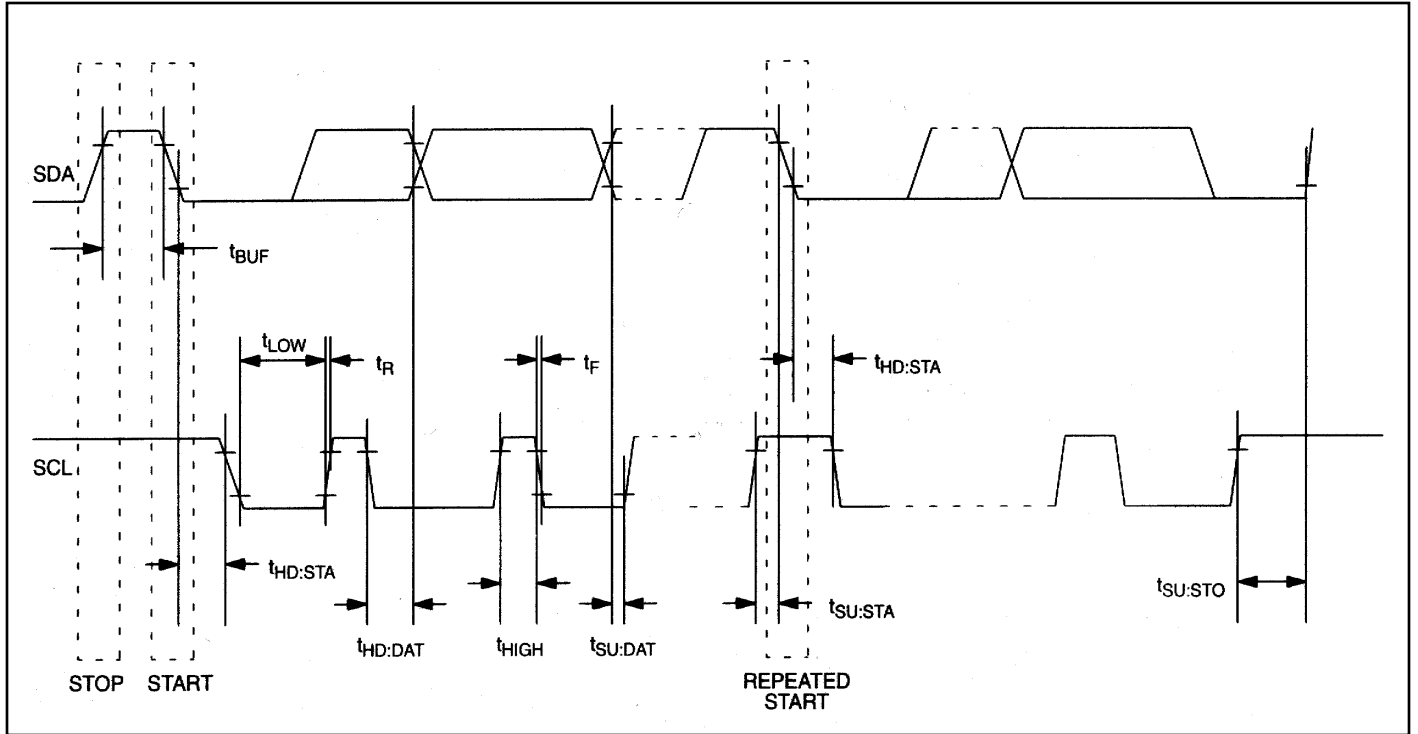 SDA
tBUF
tLOW
tR
tF
tHD:STA
SCL
tHD:STA
tHD:DAT
tHIGH
tSU:DAT
tSU:STA
tSU:STO
STOP
START
REPEATED
START